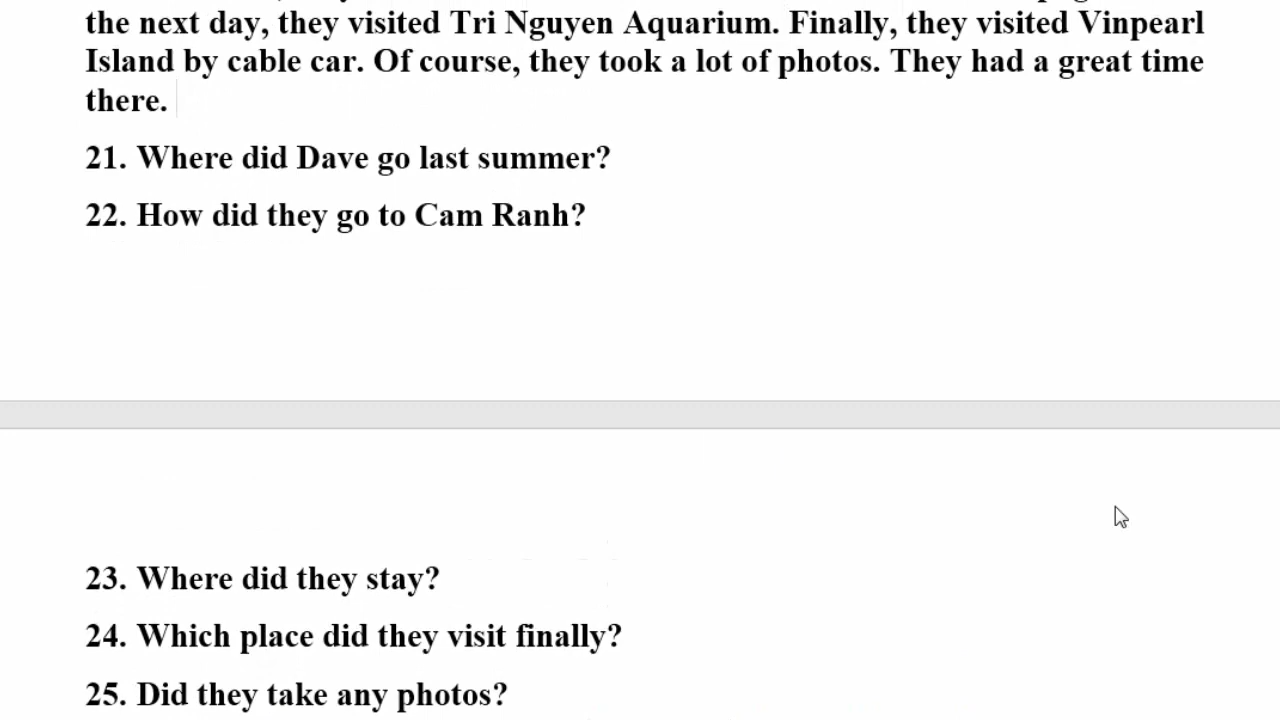 the next day, they visited Tri Nguyen Aquarium. Finally, they visited Vinpearl
Island by cable car. Of course, they took a lot of photos. They had a great time
there.
21. Where did Dave go last summer?
22. How did they go to Cam Ranh?
23. Where did they stay?
24. Which place did they visit finally?
25. Did they take any photos?